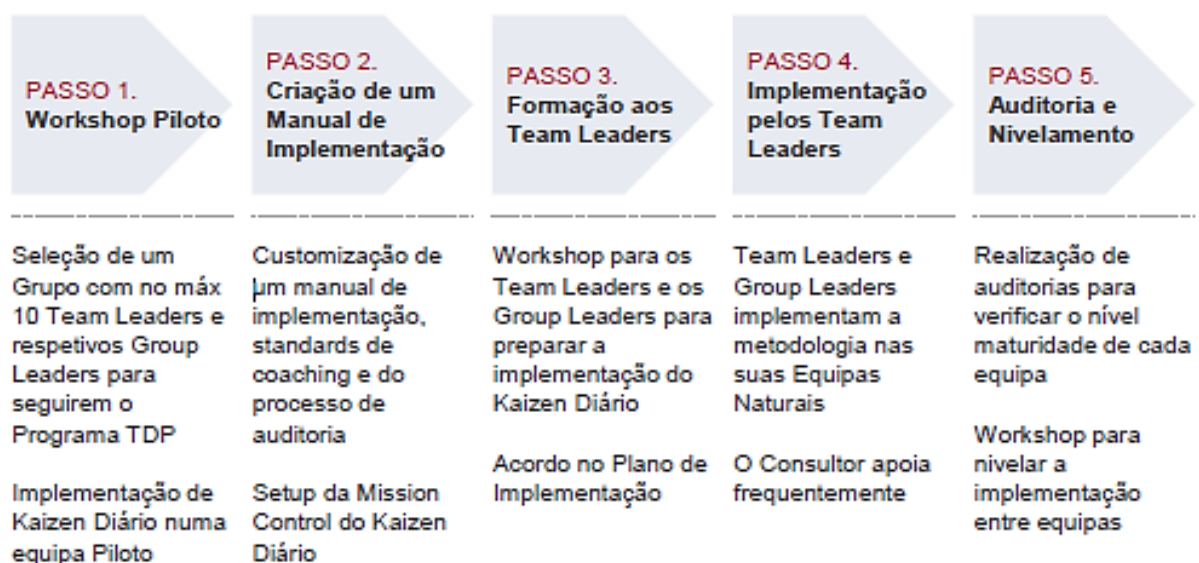 PASSO 1.
Workshop Piloto
PASSO 2.
Criação de um
Manual de
Implementação
PASSO 3.
Formação aos
Team Leaders
PASSO 4.
Implementação
pelos Team
Leaders
PASSO 5.
Auditoria e
Nivelamento
Seleção de um
Grupo com no máx
10 Team Leaders e
respetivos Group
Leaders para
seguirem o
Programa TDP
Implementação de
Kaizen Diário numa
equipa Piloto
Customização de
um manual de
implementação,
standards de
coaching e do
processo de
auditoria
Setup da Mission
Control do Kaizen
Diário
Workshop para os
Team Leaders e os
Group Leaders para
preparar a
implementação do
Kaizen Diário
Acordo no Plano de
Implementação
Team Leaders e
Group Leaders
implementam a
metodologia nas
suas Equipas
Naturais
O Consultor apoia
frequentemente
Realização de
auditorias para
verificar o nível
maturidade de cada
equipa
Workshop para
nivelar a
implementação
entre equipas